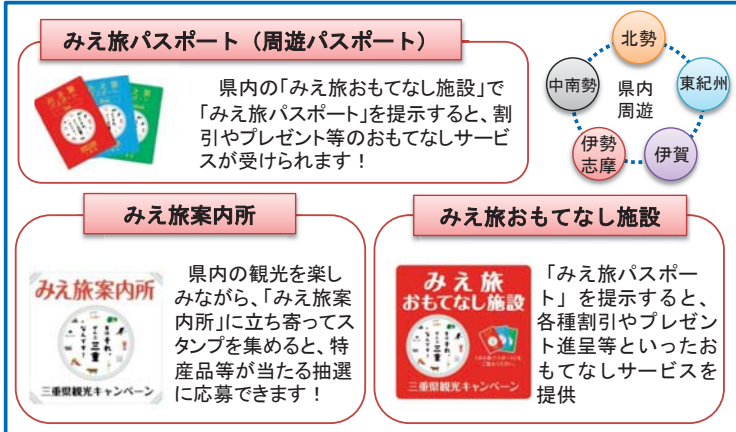 みえ旅パスポート（周遊パスポート）
県内の「みえ旅おもてなし施設」で
「みえ旅パスポート」を提示すると、割
引やプレゼント等のおもてなしサービ
スが受けられます！
北勢
中南勢
県内
周遊
東紀州
伊勢
志摩
伊賀
みえ旅案内所
みえ旅案内所
三重県観光キャンペーン
県内の観光を楽し
みながら、「みえ旅案
内所」に立ち寄ってス
タンプを集めると、特
産品等が当たる抽選
に応募できます！
みえ旅おもてなし施設
みえ旅
おもてなし施設
三重県観光キャンペーン
「みえ旅パスポー
ト」を提示すると、
各種割引やプレゼン
ト進呈等といったお
もてなしサービスを
提供